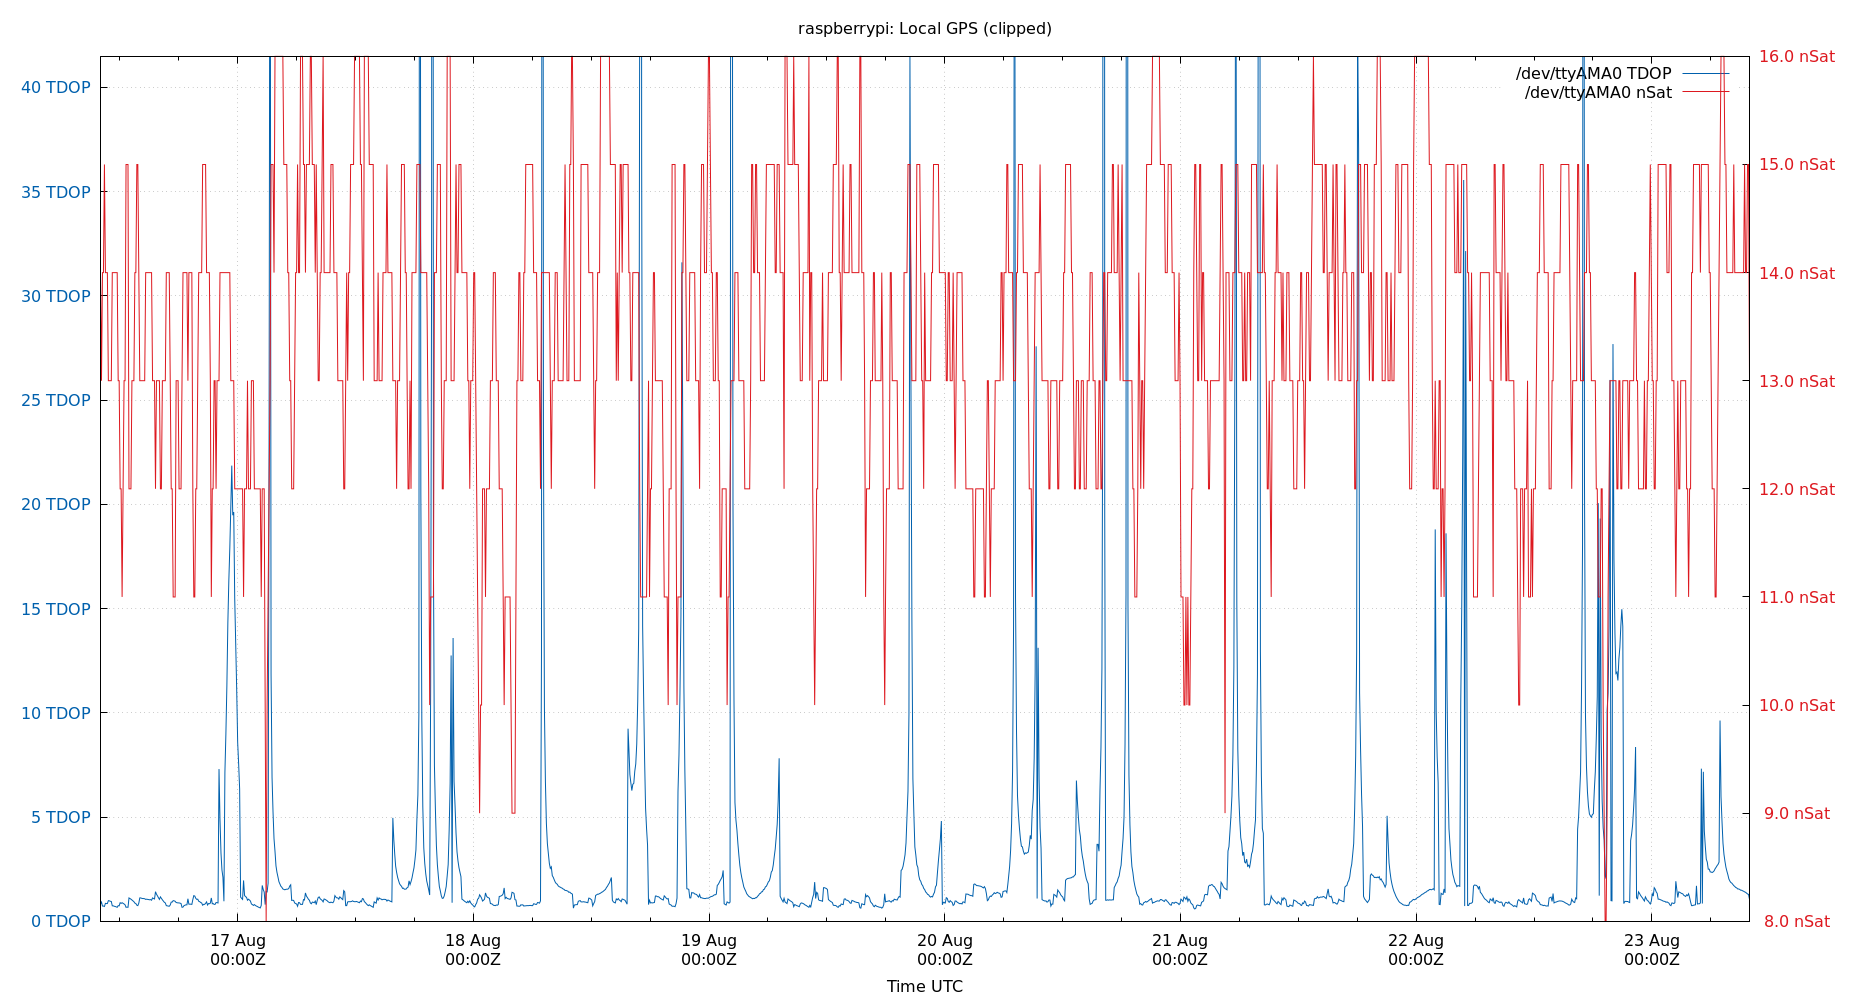 raspberrypi: Local GPS (clipped)
/dev/ttyAMA0 TDOP
/dev/ttyAMA0 nSat
40 TDOP
35 TDOP
30 TDOP
25 TDOP
20 TDOP
15 TDOP
10 TDOP
5 TDOP
0 TDOP
16.0 nSat
15.0 nSat
14.0 nSat
13.0 nSat
12.0 nSat
11.0 nSat
10.0 nSat
9.0 nSat
8.0 nSat
17 Aug
00:00Z
18 Aug
00:00Z
19 Aug
00:00Z
20 Aug
00:00Z
21 Aug
00:00Z
22 Aug
00:00Z
23 Aug
00:00Z
Time UTC